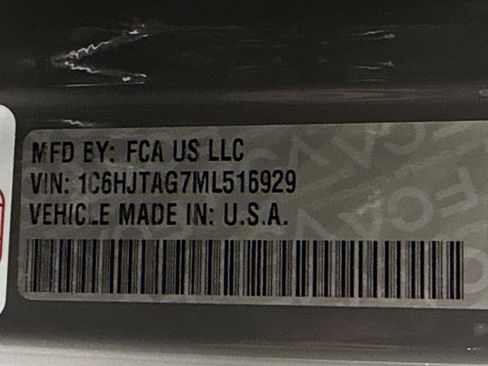 MFD BY: FCA US LLC
VIN: 1C6HJTAG7ML516929
VEHICLE MADE IN: U.S.A.